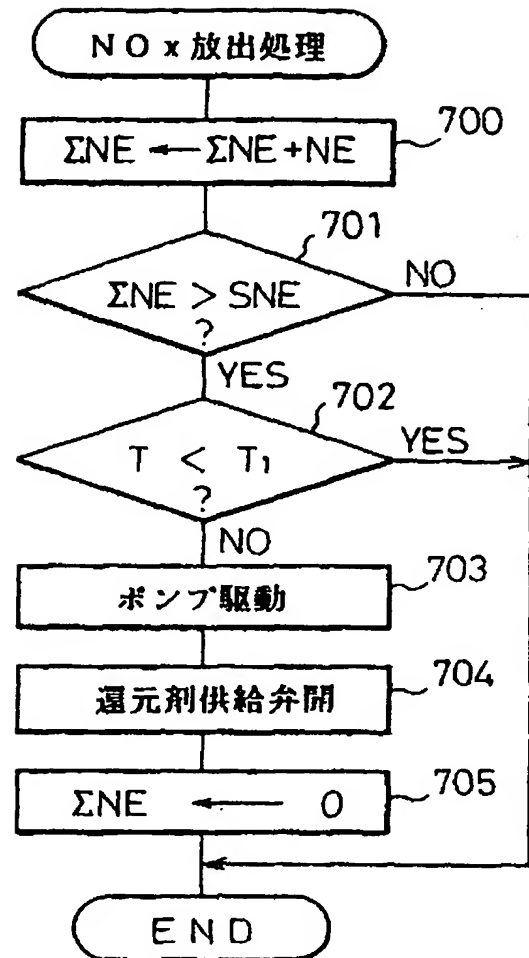 NOx放出処理
ΣNE ← ΣNE+NE
700
701
ΣNE > SNE
?
NO
YES
702
T < T1
?
YES
NO
ポンプ駆動
703
還元剤供給弁開
704
ΣNE ← 0
705
END